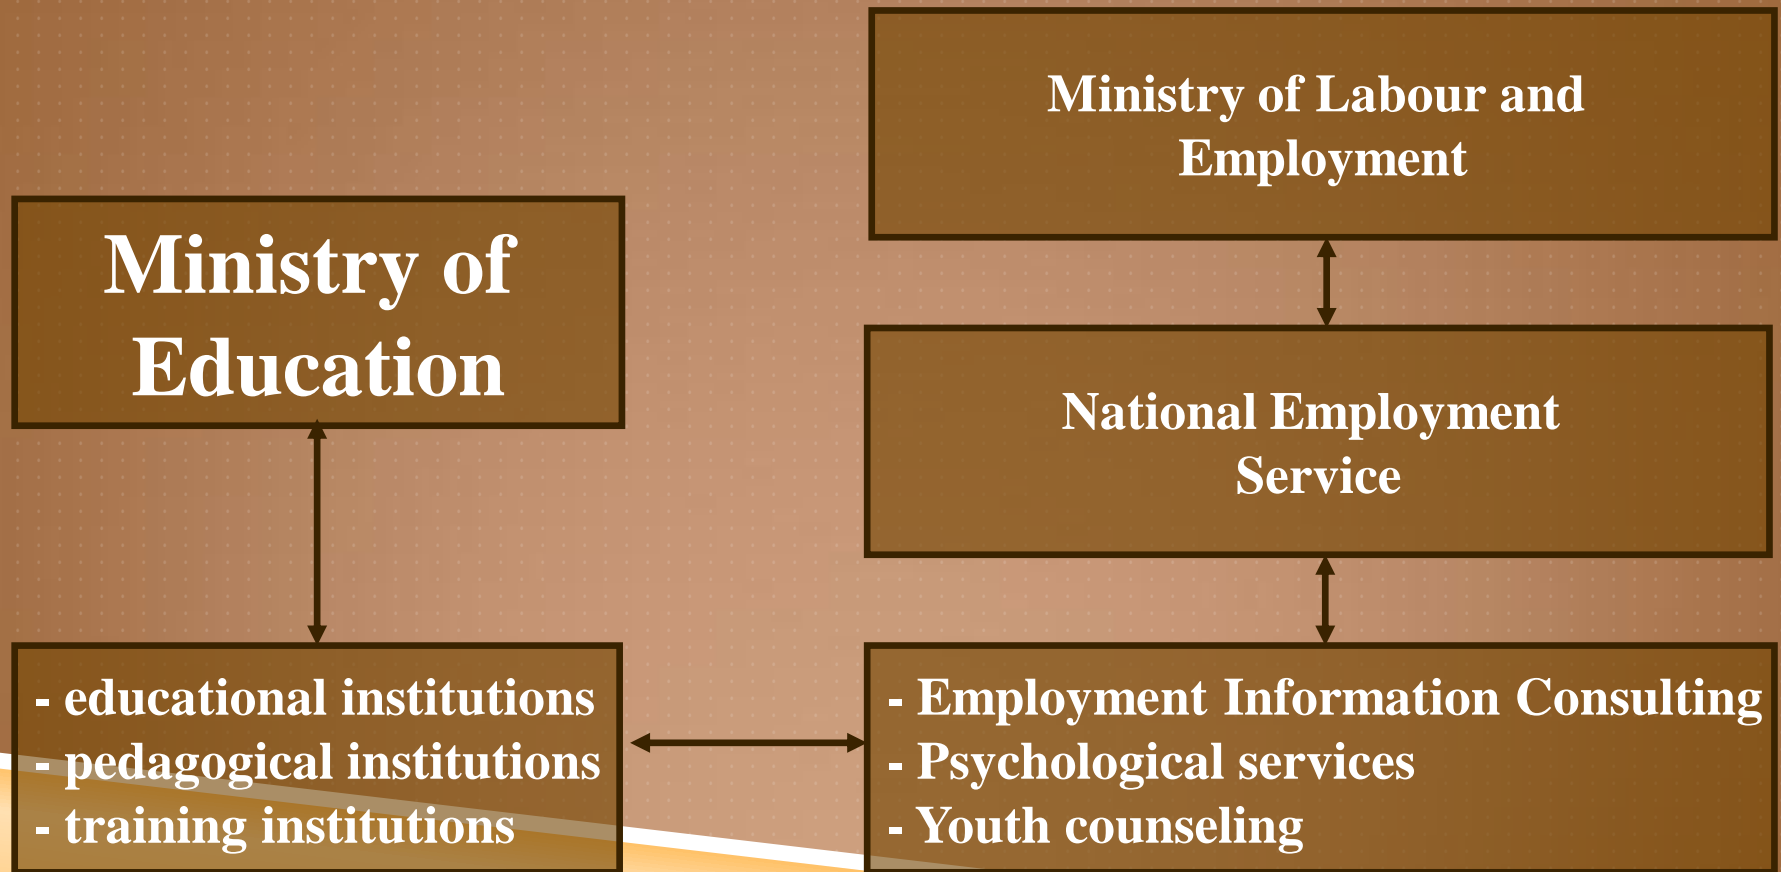 Ministry of Labour and
Employment
Ministry of
Education
National Employment
Service
- educational institutions
- pedagogical institutions
- training institutions
- Employment Information Consulting
- Psychological services
- Youth counseling